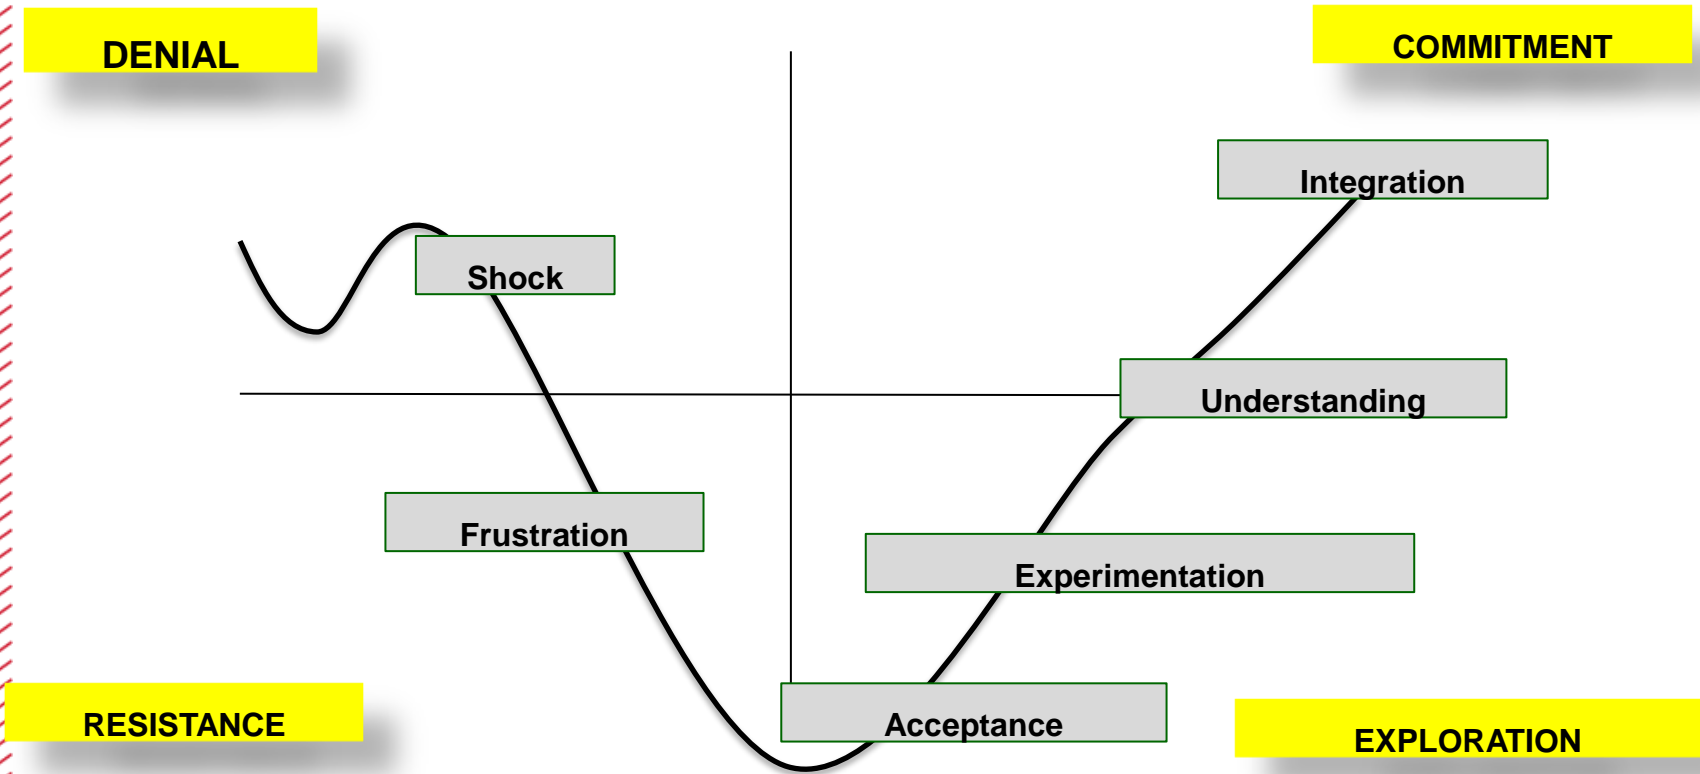 DENIAL
COMMITMENT
Integration
Shock
Understanding
Frustration
Experimentation
Acceptance
RESISTANCE
EXPLORATION